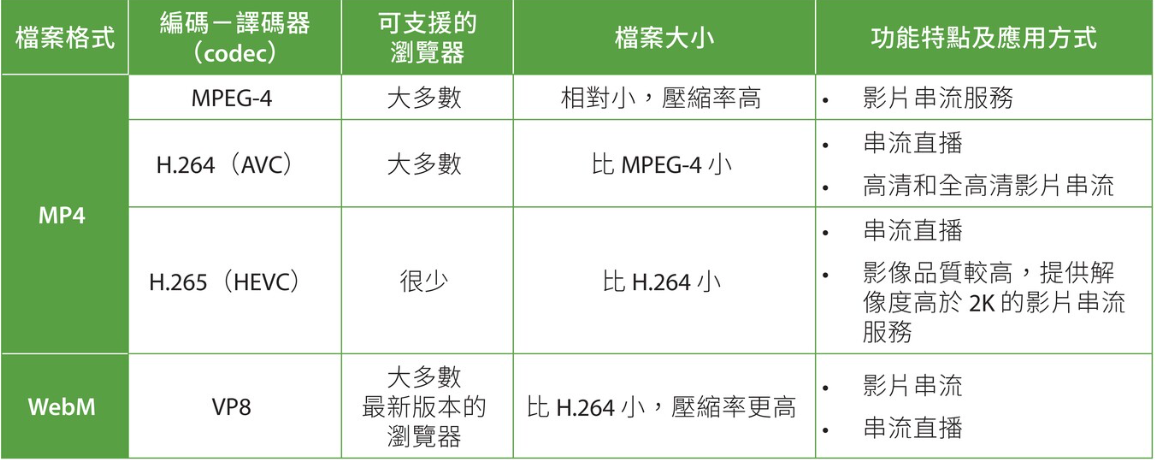 檔案格式
編碼－譯碼器
（codec）
可支援的
瀏覽器
檔案大小
功能特點及應用方式
MP4
MPEG-4
大多數
相對小，壓縮率高
• 影片串流服務
H.264（AVC）
大多數
比 MPEG-4 小
• 串流直播
• 高清和全高清影片串流
H.265（HEVC）
很少
比 H.264 小
• 串流直播
• 影像品質較高，提供解
像度高於 2K 的影片串流
服務
WebM
VP8
大多數
最新版本的
瀏覽器
比 H.264 小，壓縮率更高
• 影片串流
• 串流直播